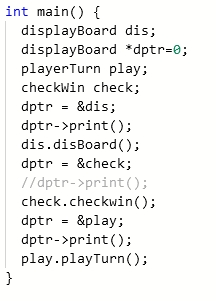 int main() {
displayBoard dis;
displayBoard *dptr=0;
playerTurn play;
checkWin check;
dptr = &dis;
dptr->print();
dis.disBoard();
dptr = &check;
//dptr->print();
check.checkwin();
dptr = &play;
dptr->print();
play.playTurn();
}